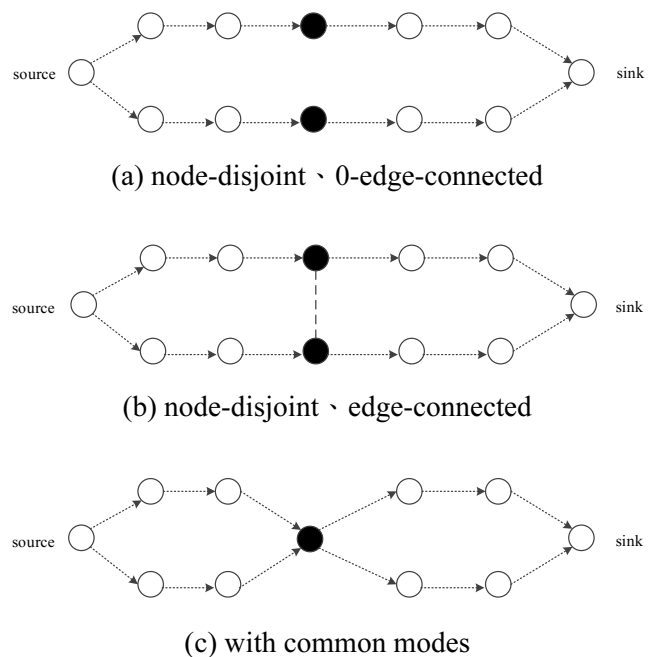 source
sink
(a) node-disjoint、0-edge-connected
source
sink
(b) node-disjoint、edge-connected
source
sink
(c) with common modes